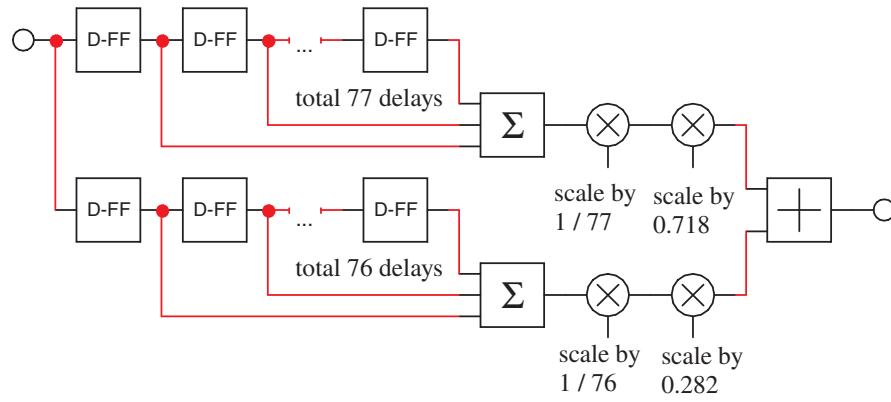 D-FF D-FF ... D-FF
total 77 delays
Σ
scale by
1 / 77
scale by
0.718
D-FF D-FF ... D-FF
total 76 delays
Σ
scale by
1 / 76
scale by
0.282